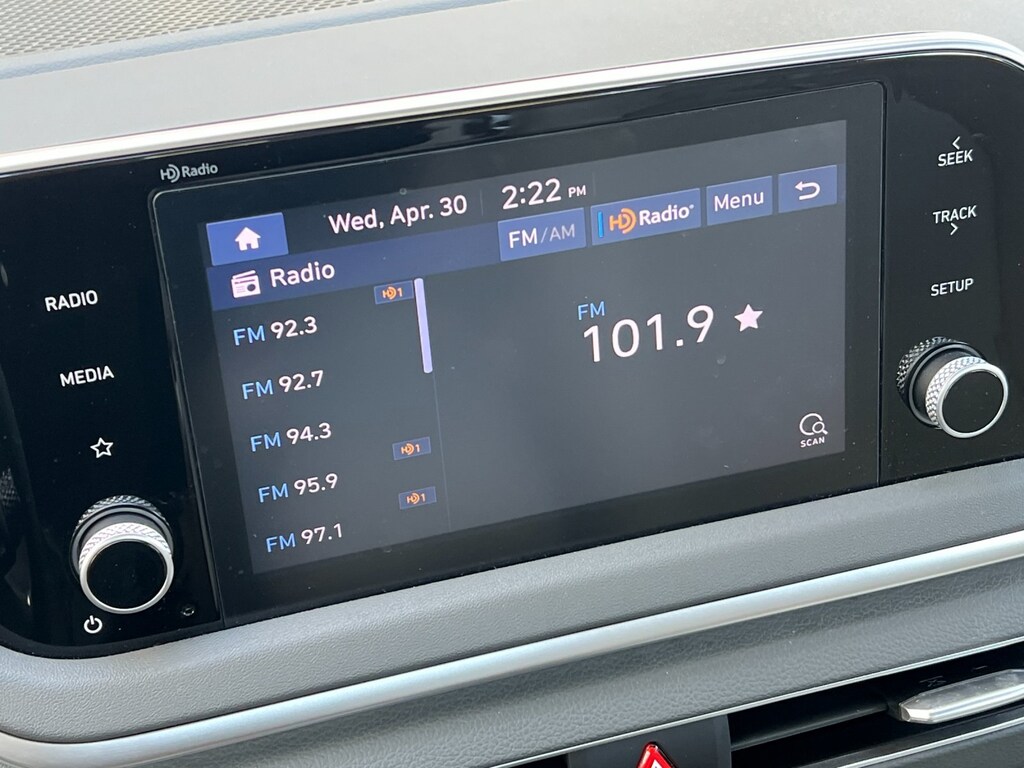 HD Radio
Wed, Apr. 30 2:22 PM
FM/AM HD Radio Menu
Radio
HD1
FM 92.3
FM 92.7
FM 94.3
HD1
FM 95.9
HD1
FM 97.1
FM
101.9
SCAN
RADIO
MEDIA
SEEK
TRACK
SETUP